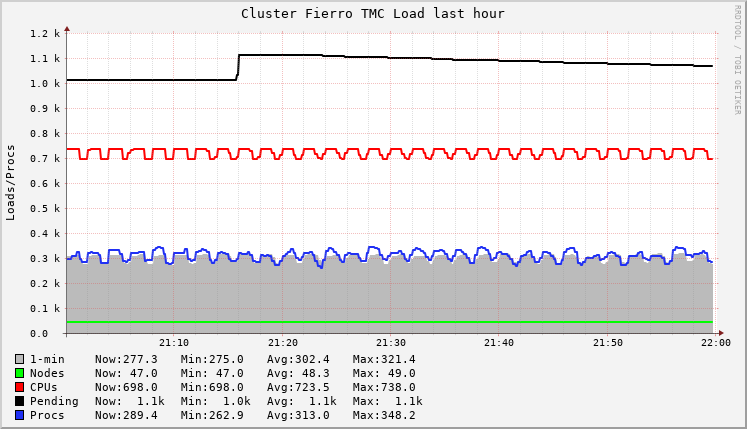 Cluster Fierro TMC Load last hour
RRDTOOL / TOBI OETIKER
Loads/Procs
1.2 k
1.1 k
1.0 k
0.9 k
0.8 k
0.7 k
0.6 k
0.5 k
0.4 k
0.3 k
0.2 k
0.1 k
0.0
21:10 21:20 21:30 21:40 21:50 22:00
1-min Now:277.3 Min:275.0 Avg:302.4 Max:321.4
Nodes Now: 47.0 Min: 47.0 Avg: 48.3 Max: 49.0
CPUs Now:698.0 Min:698.0 Avg:723.5 Max:738.0
Pending Now: 1.1k Min: 1.0k Avg: 1.1k Max: 1.1k
Procs Now:289.4 Min:262.9 Avg:313.0 Max:348.2